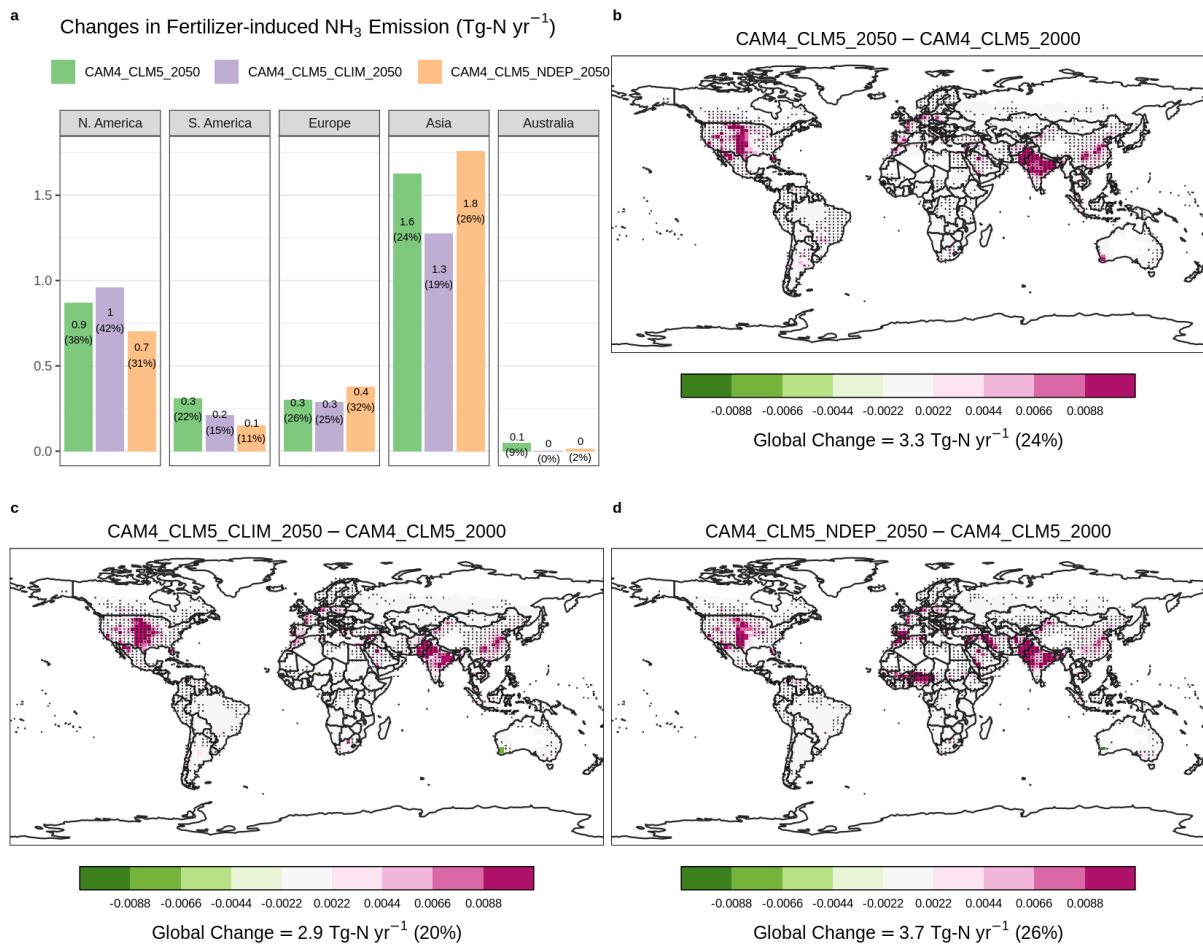 a
Changes in Fertilizer-induced NH₃ Emission (Tg-N yr⁻¹)
CAM4_CLM5_2050 CAM4_CLM5_CLIM_2050 CAM4_CLM5_NDEP_2050
N. America S. America Europe Asia Australia
1.5
1.0
0.5
0.0
0.9
(38%)
1
(42%)
0.7
(31%)
0.3
(22%)
0.2
(15%)
0.1
(11%)
0.3
(26%)
0.3
(25%)
0.4
(32%)
1.6
(24%)
1.3
(19%)
1.8
(26%)
0.1
(9%)
0
(0%)
0
(2%)
b
CAM4_CLM5_2050 − CAM4_CLM5_2000
-0.0088 -0.0066 -0.0044 0.0022 0.0022 0.0044 0.0066 0.0088
Global Change = 3.3 Tg-N yr⁻¹ (24%)
c
CAM4_CLM5_CLIM_2050 − CAM4_CLM5_2000
-0.0088 -0.0066 -0.0044 0.0022 0.0022 0.0044 0.0066 0.0088
Global Change = 2.9 Tg-N yr⁻¹ (20%)
d
CAM4_CLM5_NDEP_2050 − CAM4_CLM5_2000
-0.0088 -0.0066 -0.0044 0.0022 0.0022 0.0044 0.0066 0.0088
Global Change = 3.7 Tg-N yr⁻¹ (26%)